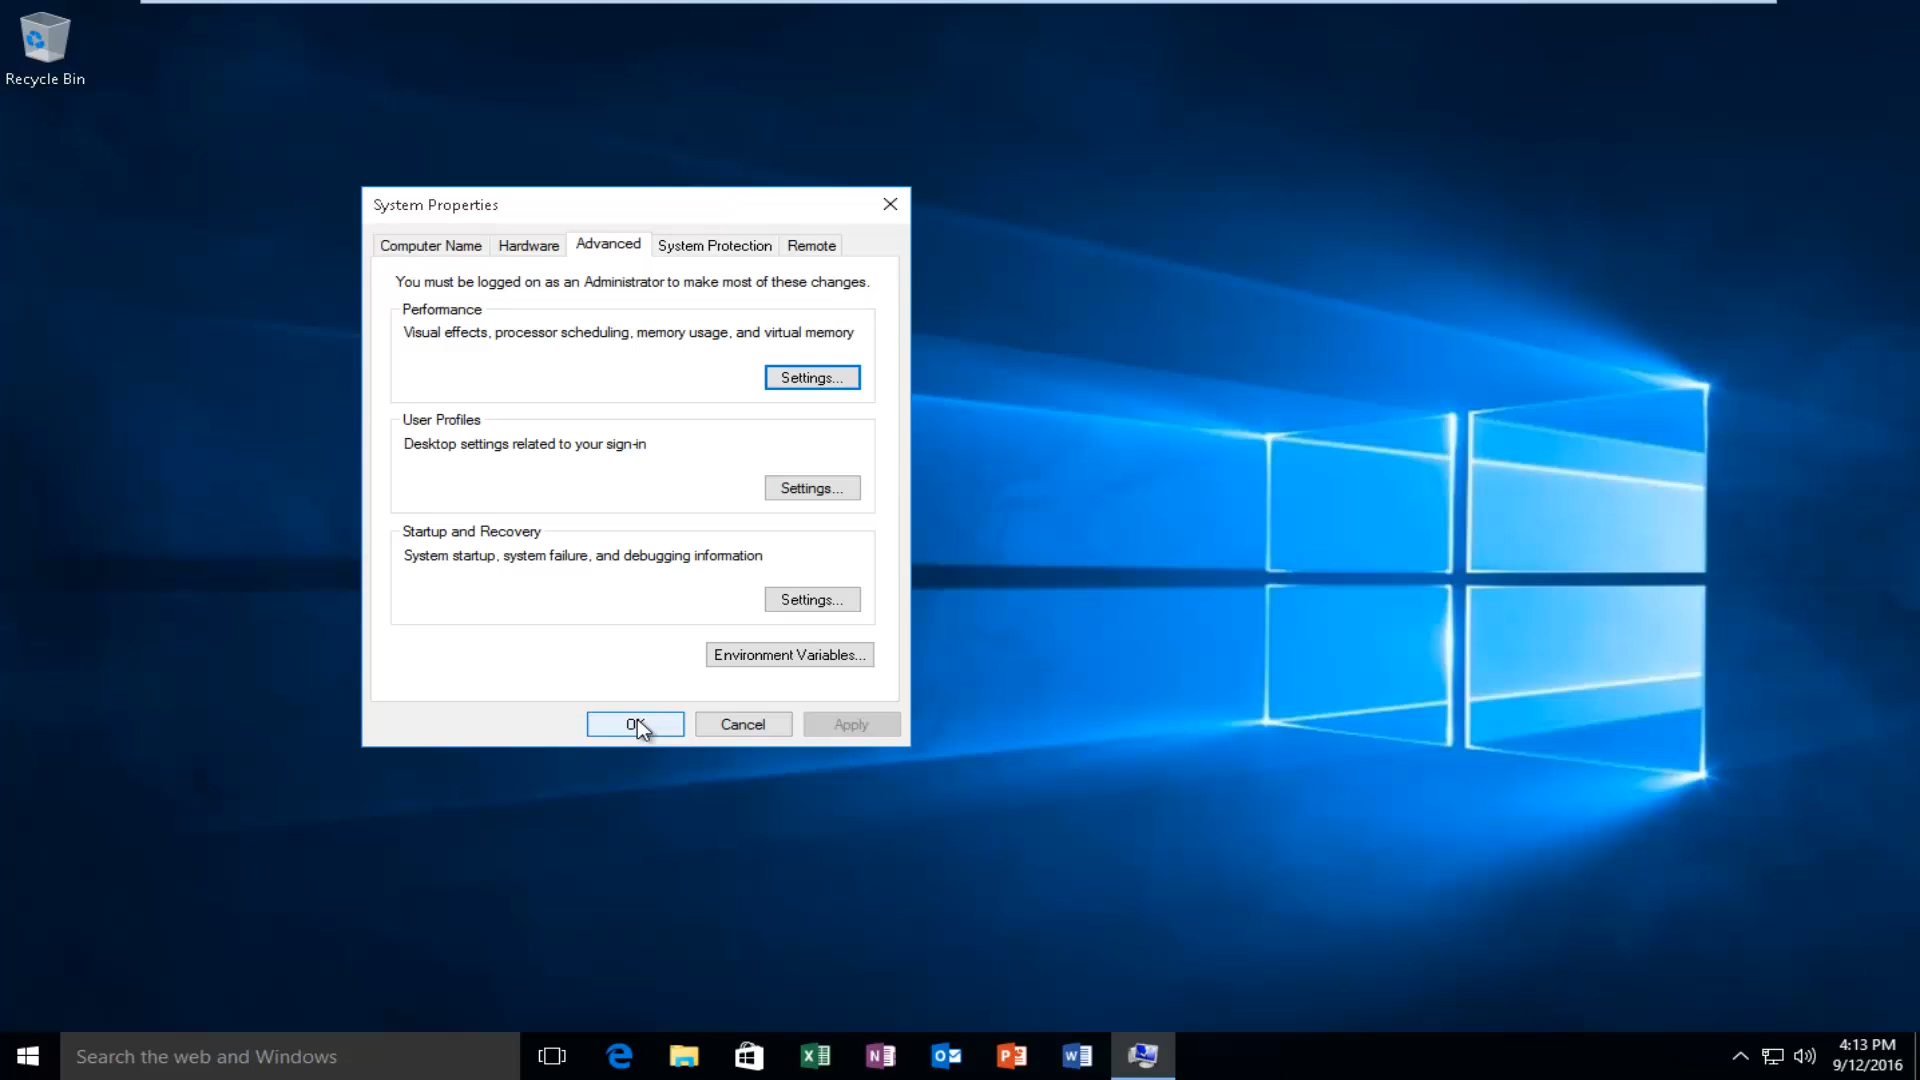 Recycle Bin
System Properties
Computer Name Hardware Advanced System Protection Remote
You must be logged on as an Administrator to make most of these changes.
Performance
Visual effects, processor scheduling, memory usage, and virtual memory
Settings...
User Profiles
Desktop settings related to your sign-in
Settings...
Startup and Recovery
System startup, system failure, and debugging information
Settings...
Environment Variables...
OK Cancel Apply
Search the web and Windows
4:13 PM
9/12/2016